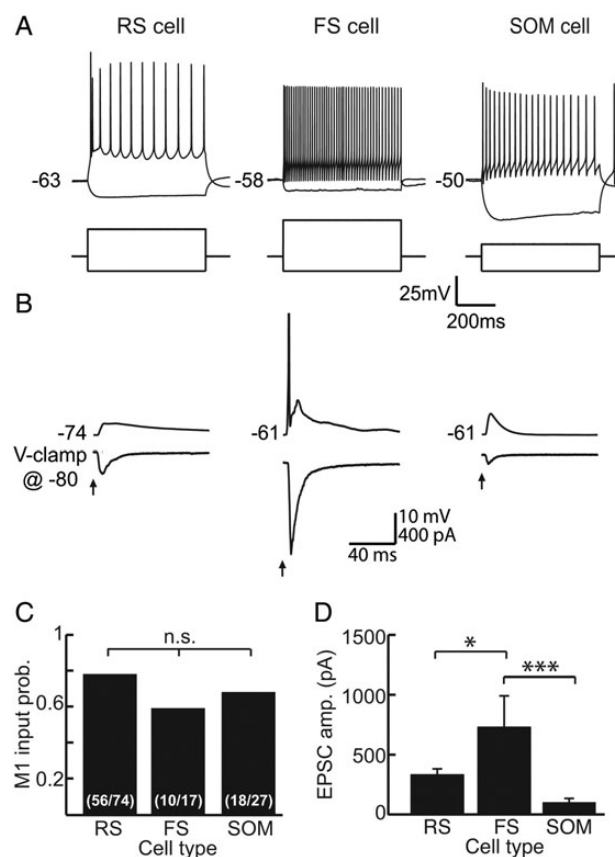 A
RS cell FS cell SOM cell
-63 -58 -50
25mV
200ms
B
-74 -61 -61
V-clamp
@ -80
10 mV
400 pA
40 ms
C
n.s.
M1 input prob.
1
0.6
0.2
(56/74) (10/17) (18/27)
RS FS SOM
Cell type
D
* ***
EPSC amp. (pA)
1500
1000
500
0
RS FS SOM
Cell type